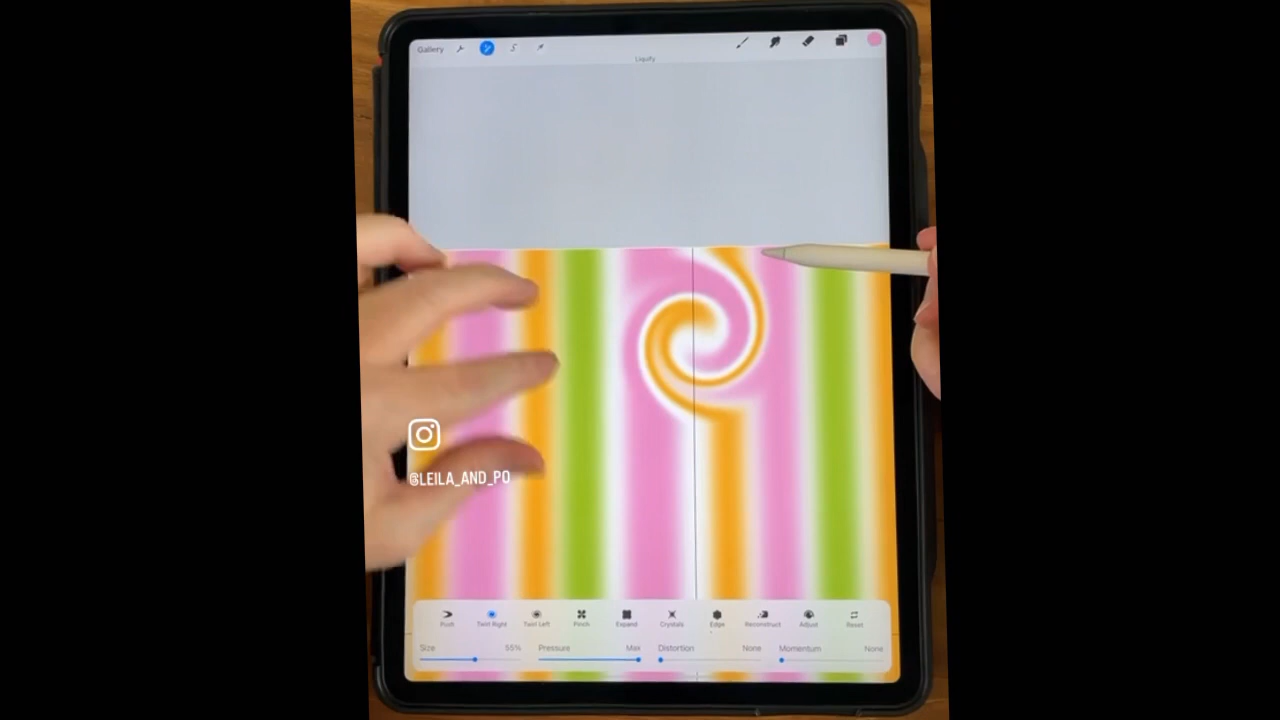 Gallery
Liquify
@LEILA_AND_PO
Push Twirl Right Twirl Left Pinch Expand Crystals Edge Reconstruct Adjust Reset
Size 55% Pressure Max Distortion None Momentum None